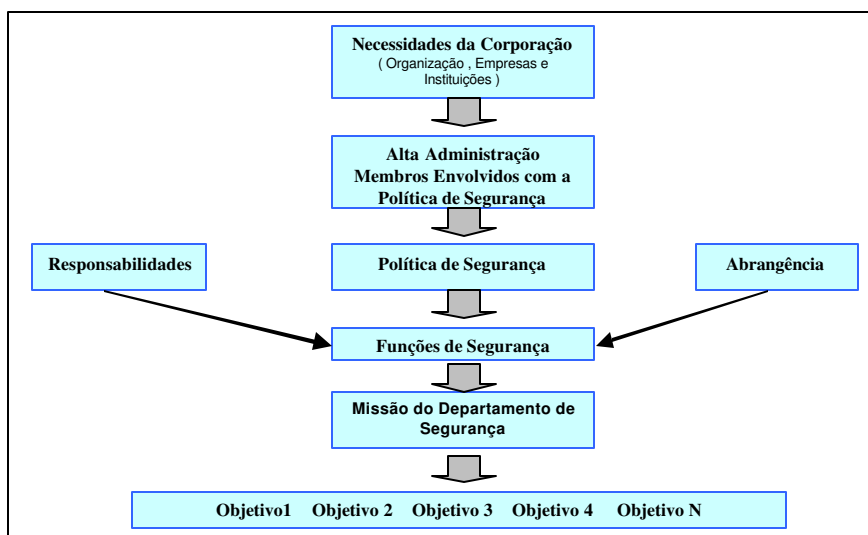 Necessidades da Corporação
( Organização , Empresas e
Instituições )
Alta Administração
Membros Envolvidos com a
Política de Segurança
Responsabilidades
Política de Segurança
Abrangência
Funções de Segurança
Missão do Departamento de
Segurança
Objetivo1 Objetivo 2 Objetivo 3 Objetivo 4 Objetivo N